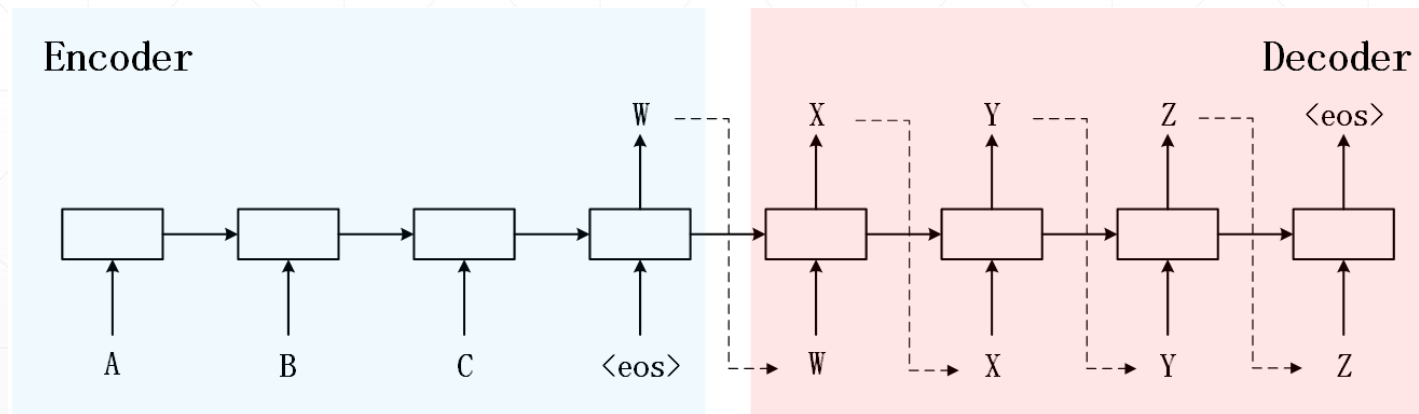 Encoder
Decoder
W X Y Z <eos>
A B C <eos> W X Y Z